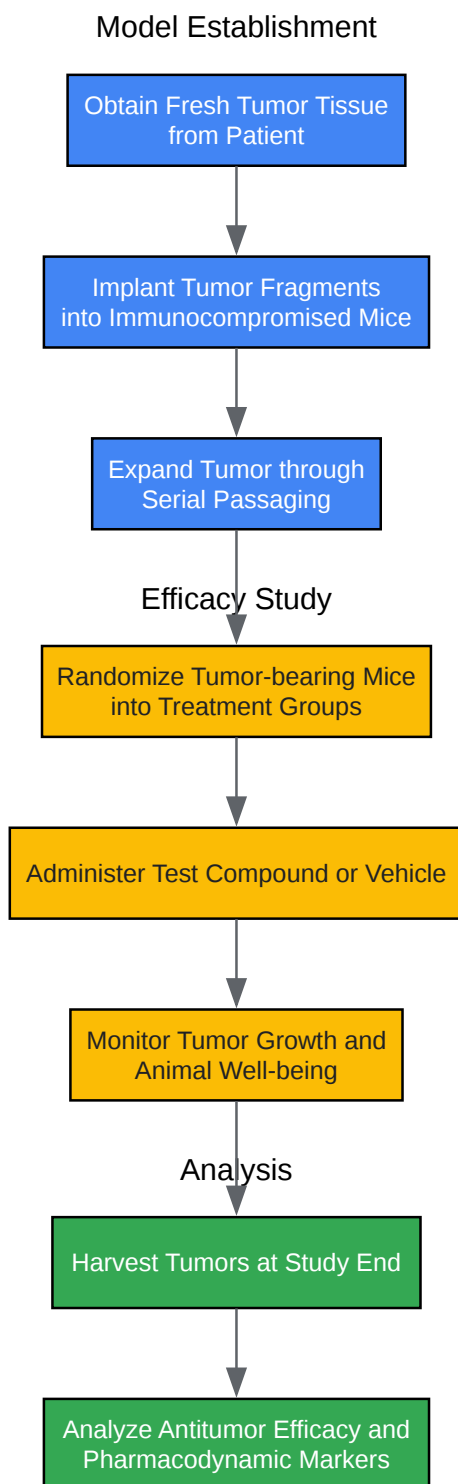 Model Establishment
Obtain Fresh Tumor Tissue
from Patient
Implant Tumor Fragments
into Immunocompromised Mice
Expand Tumor through
Serial Passaging
Efficacy Study
Randomize Tumor-bearing Mice
into Treatment Groups
Administer Test Compound or Vehicle
Monitor Tumor Growth and
Animal Well-being
Analysis
Harvest Tumors at Study End
Analyze Antitumor Efficacy and
Pharmacodynamic Markers